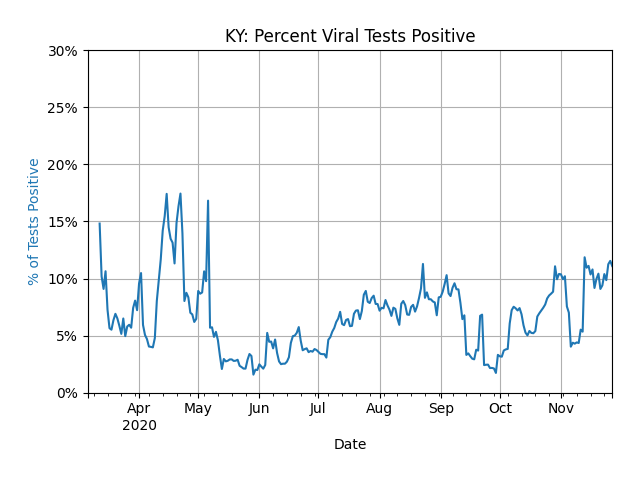 KY: Percent Viral Tests Positive
30%
25%
20%
15%
10%
5%
0%
% of Tests Positive
Apr May Jun Jul Aug Sep Oct Nov
2020
Date